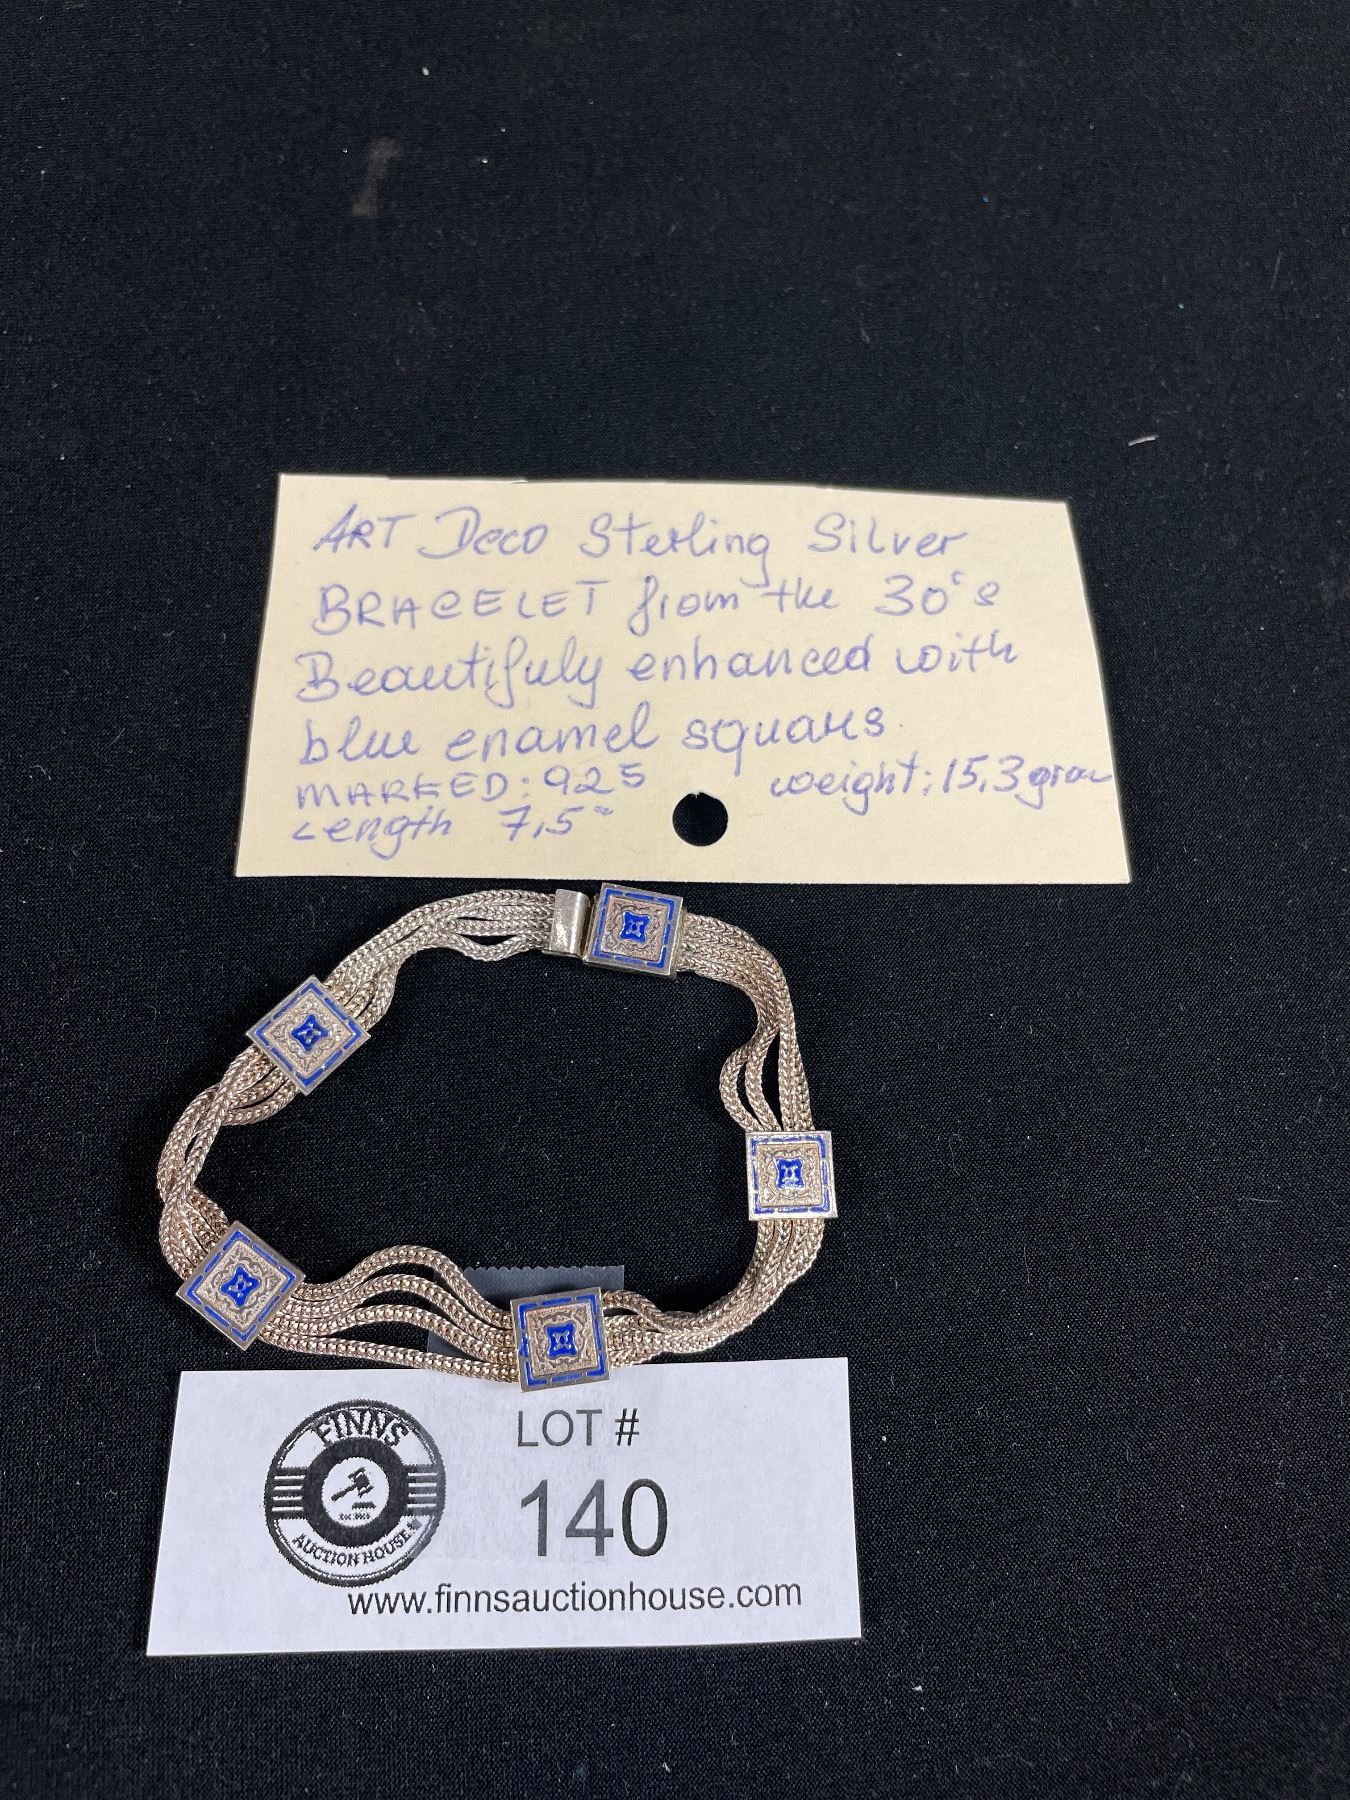 ART Deco Sterling Silver
BRACELET from the 30's
Beautifuly enhanced with
blue enamel squares.
MARKED: 925 weight: 15,3 gram
Length 7,5"
FINNS
AUCTION HOUSE
LOT #
140
www.finnsauctionhouse.com